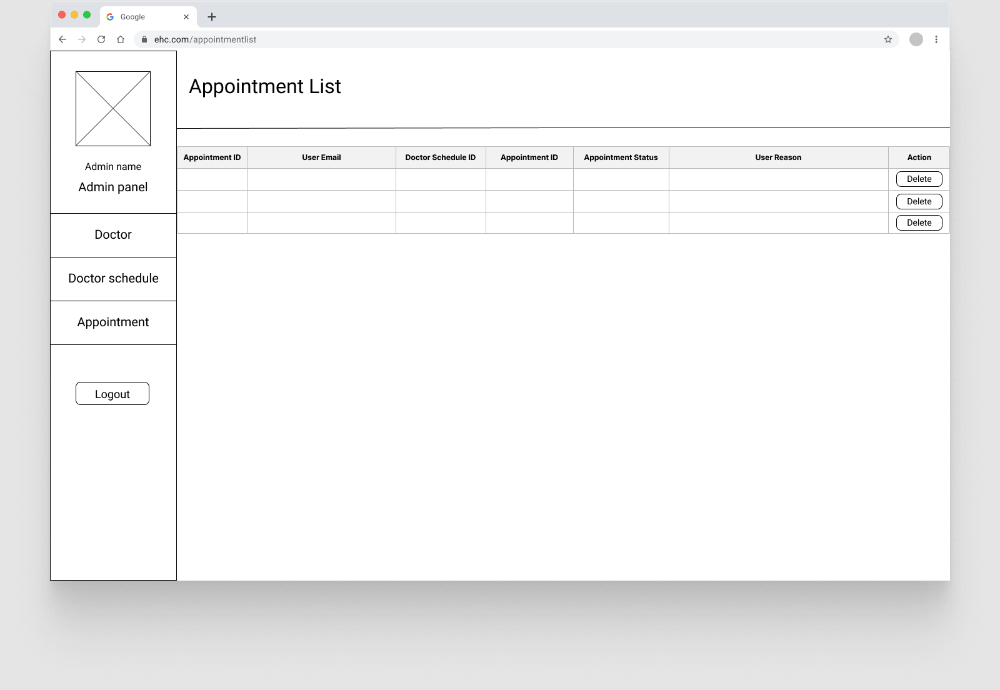 Google
ehc.com/appointmentlist
Admin name
Admin panel
Doctor
Doctor schedule
Appointment
Logout
Appointment List
Appointment ID User Email Doctor Schedule ID Appointment ID Appointment Status User Reason Action
Delete
Delete
Delete